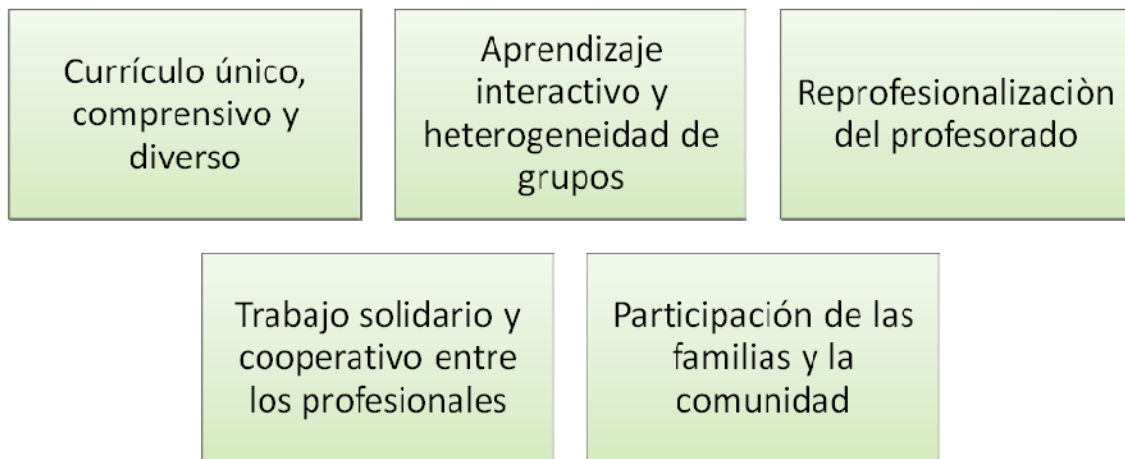 Currículo único,
comprensivo y
diverso
Aprendizaje
interactivo y
heterogeneidad de
grupos
Reprofesionalizaciòn
del profesorado
Trabajo solidario y
cooperativo entre
los profesionales
Participación de las
familias y la
comunidad